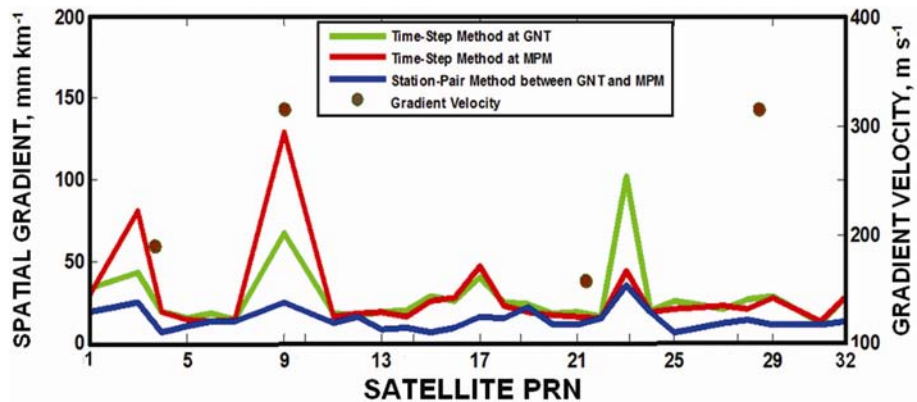 200
150
100
50
0
SPATIAL GRADIENT, mm km⁻¹
Time-Step Method at GNT
Time-Step Method at MPM
Station-Pair Method between GNT and MPM
Gradient Velocity
400
300
200
100
GRADIENT VELOCITY, m s⁻¹
1 5 9 13 17 21 25 29 32
SATELLITE PRN